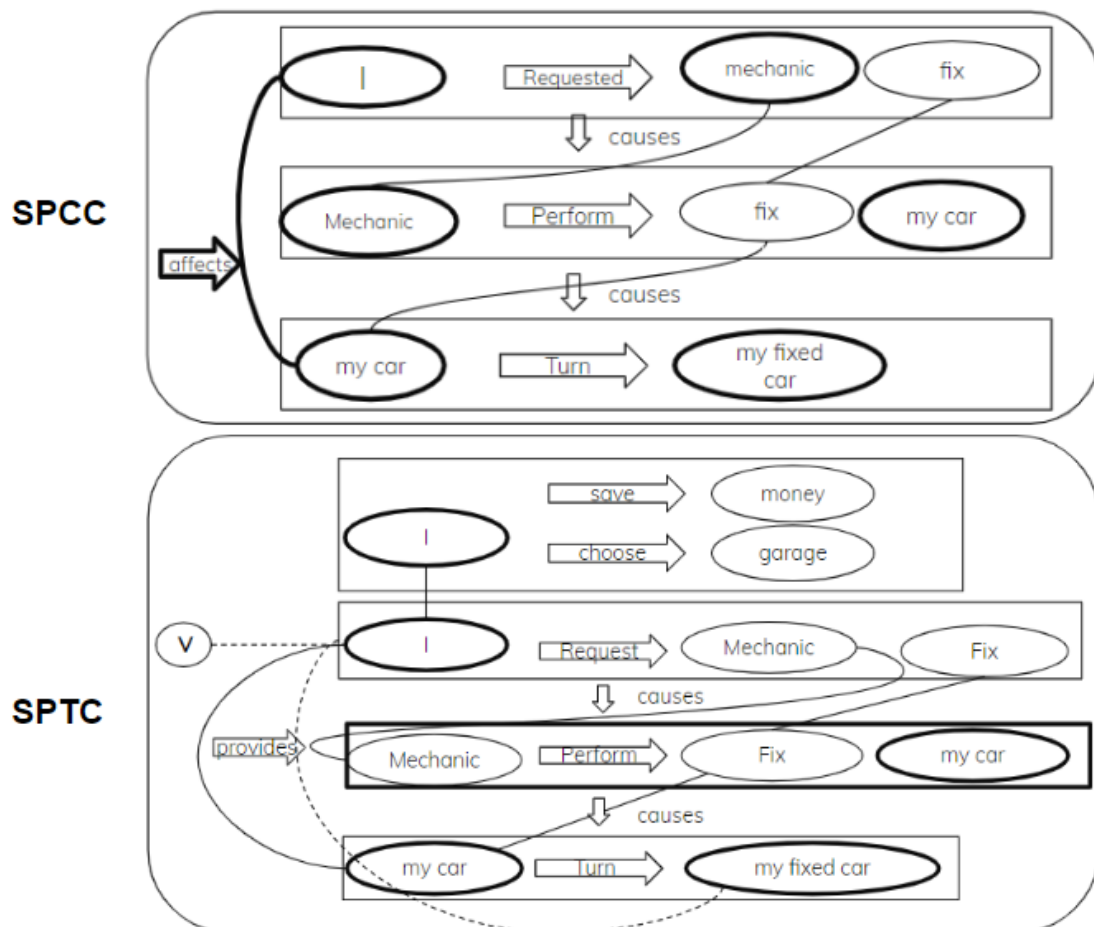 I Requested mechanic fix
causes
SPCC
Mechanic Perform fix my car
affects
causes
my car Turn my fixed
car
save money
I
choose garage
V I Request Mechanic Fix
SPTC
causes
provides
Mechanic Perform Fix my car
causes
my car Turn my fixed car